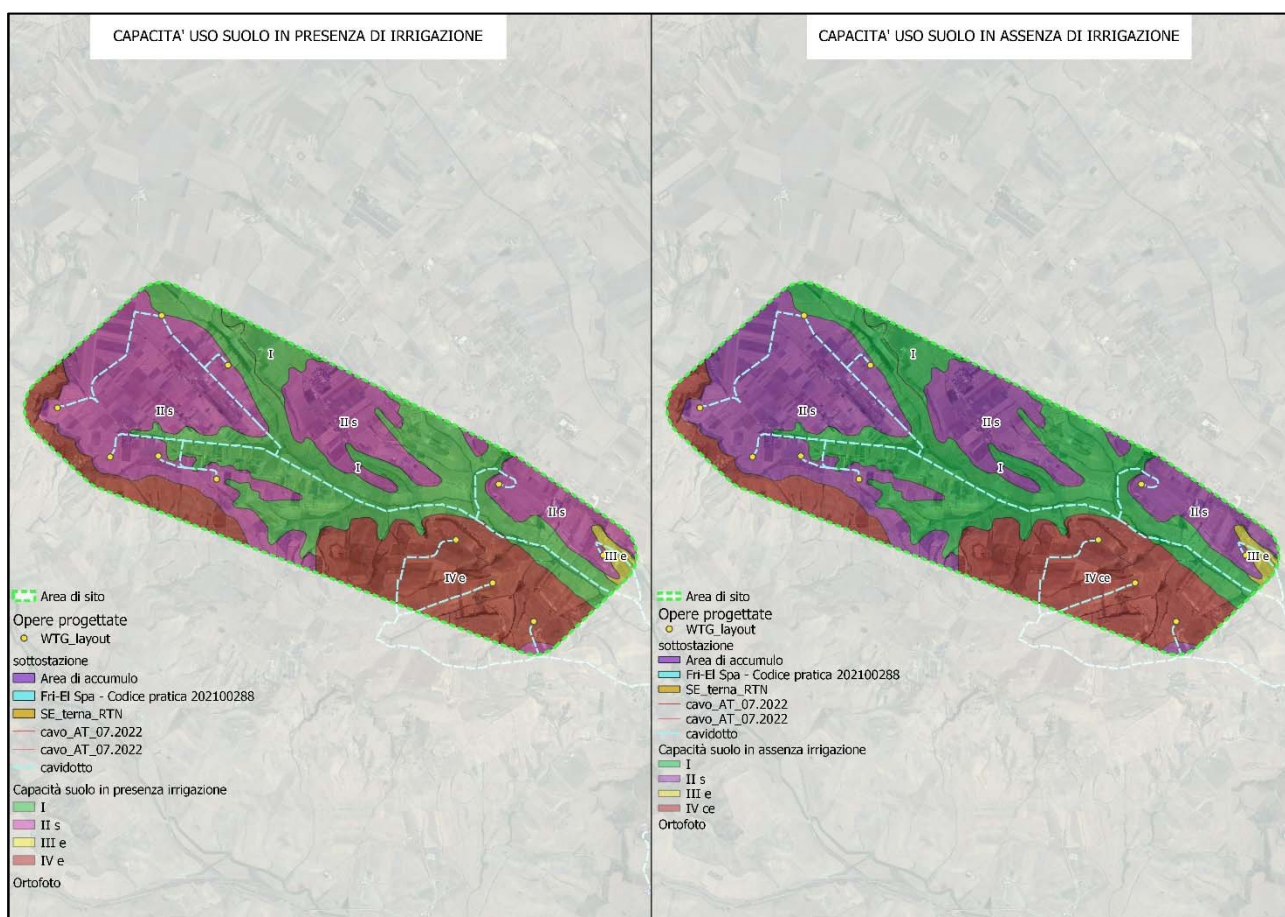 CAPACITA' USO SUOLO IN PRESENZA DI IRRIGAZIONE
I
II s
II s
I
II s
III e
IV e
Area di sito
Opere progettate
WTG_layout
sottostazione
Area di accumulo
Fri-El Spa - Codice pratica 202100288
SE_terna_RTN
cavo_AT_07.2022
cavo_AT_07.2022
cavidotto
Capacità suolo in presenza irrigazione
I
II s
III e
IV e
Ortofoto
CAPACITA' USO SUOLO IN ASSENZA DI IRRIGAZIONE
I
II s
II s
I
II s
III e
IV ce
Area di sito
Opere progettate
WTG_layout
sottostazione
Area di accumulo
Fri-El Spa - Codice pratica 202100288
SE_terna_RTN
cavo_AT_07.2022
cavo_AT_07.2022
cavidotto
Capacità suolo in assenza irrigazione
I
II s
III e
IV ce
Ortofoto